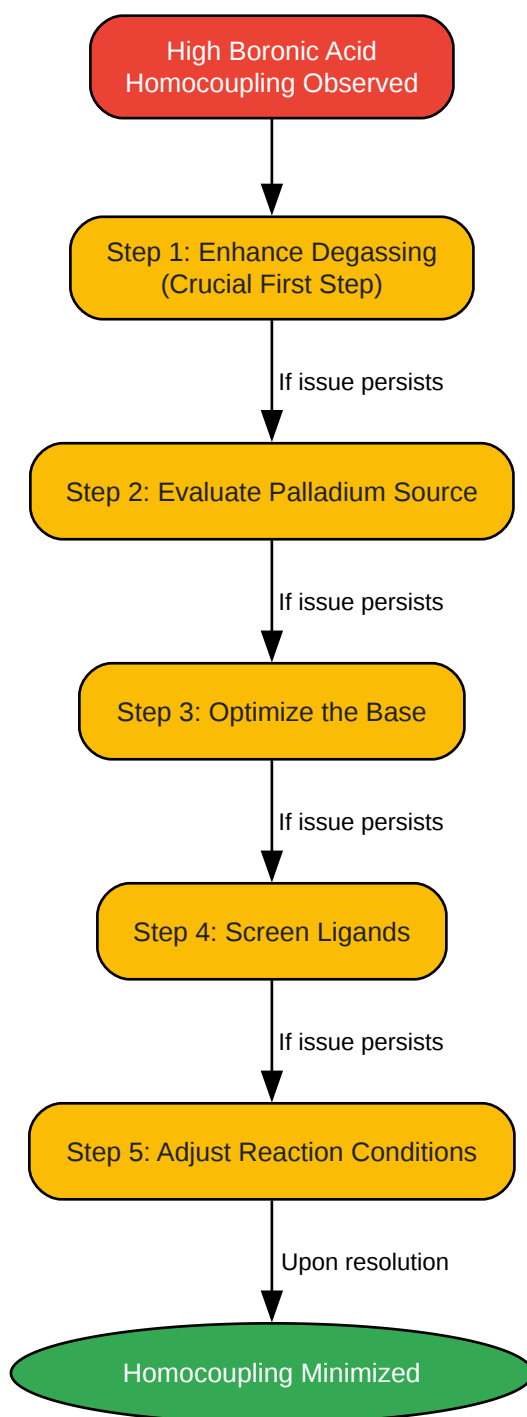 High Boronic Acid
Homocoupling Observed
Step 1: Enhance Degassing
(Crucial First Step)
If issue persists
Step 2: Evaluate Palladium Source
If issue persists
Step 3: Optimize the Base
If issue persists
Step 4: Screen Ligands
If issue persists
Step 5: Adjust Reaction Conditions
Upon resolution
Homocoupling Minimized